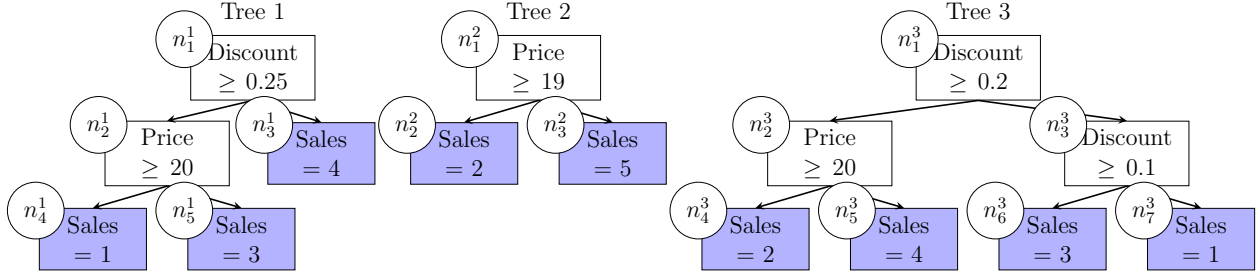 Tree 1
n_1^1
Discount
≥ 0.25
n_2^1
Price
≥ 20
n_3^1
Sales
= 4
n_4^1
Sales
= 1
n_5^1
Sales
= 3
Tree 2
n_1^2
Price
≥ 19
n_2^2
Sales
= 2
n_3^2
Sales
= 5
Tree 3
n_1^3
Discount
≥ 0.2
n_2^3
Price
≥ 20
n_3^3
Discount
≥ 0.1
n_4^3
Sales
= 2
n_5^3
Sales
= 4
n_6^3
Sales
= 3
n_7^3
Sales
= 1